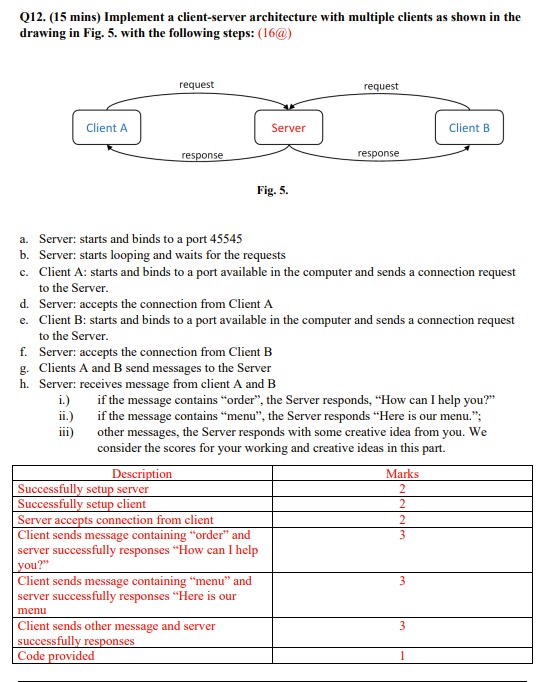 Q12. (15 mins) Implement a client-server architecture with multiple clients as shown in the
drawing in Fig. 5. with the following steps: (16@)
request
request
Client A
Server
Client B
response
response
Fig. 5.
a. Server: starts and binds to a port 45545
b. Server: starts looping and waits for the requests
c. Client A: starts and binds to a port available in the computer and sends a connection request
to the Server.
d. Server: accepts the connection from Client A
e. Client B: starts and binds to a port available in the computer and sends a connection request
to the Server.
f. Server: accepts the connection from Client B
g. Clients A and B send messages to the Server
h. Server: receives message from client A and B
i.) if the message contains “order”, the Server responds, “How can I help you?”
ii.) if the message contains “menu”, the Server responds “Here is our menu.”;
iii) other messages, the Server responds with some creative idea from you. We
consider the scores for your working and creative ideas in this part.
Description Marks
Successfully setup server 2
Successfully setup client 2
Server accepts connection from client 2
Client sends message containing “order” and 3
server successfully responses “How can I help
you?”
Client sends message containing “menu” and 3
server successfully responses “Here is our
menu
Client sends other message and server 3
successfully responses
Code provided 1